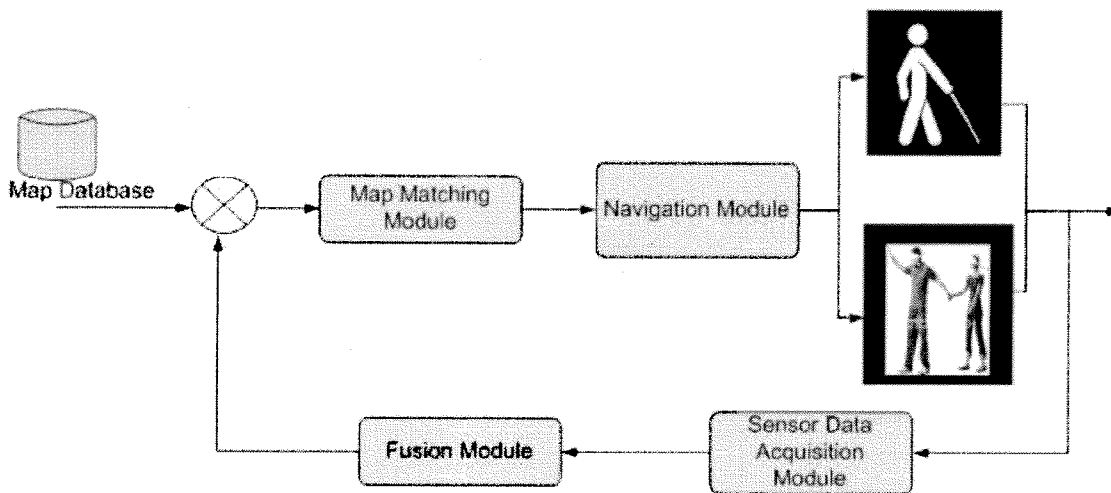 Map Database
Map Matching
Module
Navigation Module
Fusion Module
Sensor Data
Acquisition
Module